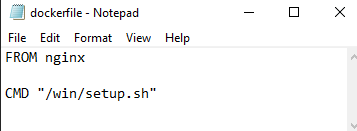 dockerfile - Notepad
File Edit Format View Help
FROM nginx
CMD "/win/setup.sh"